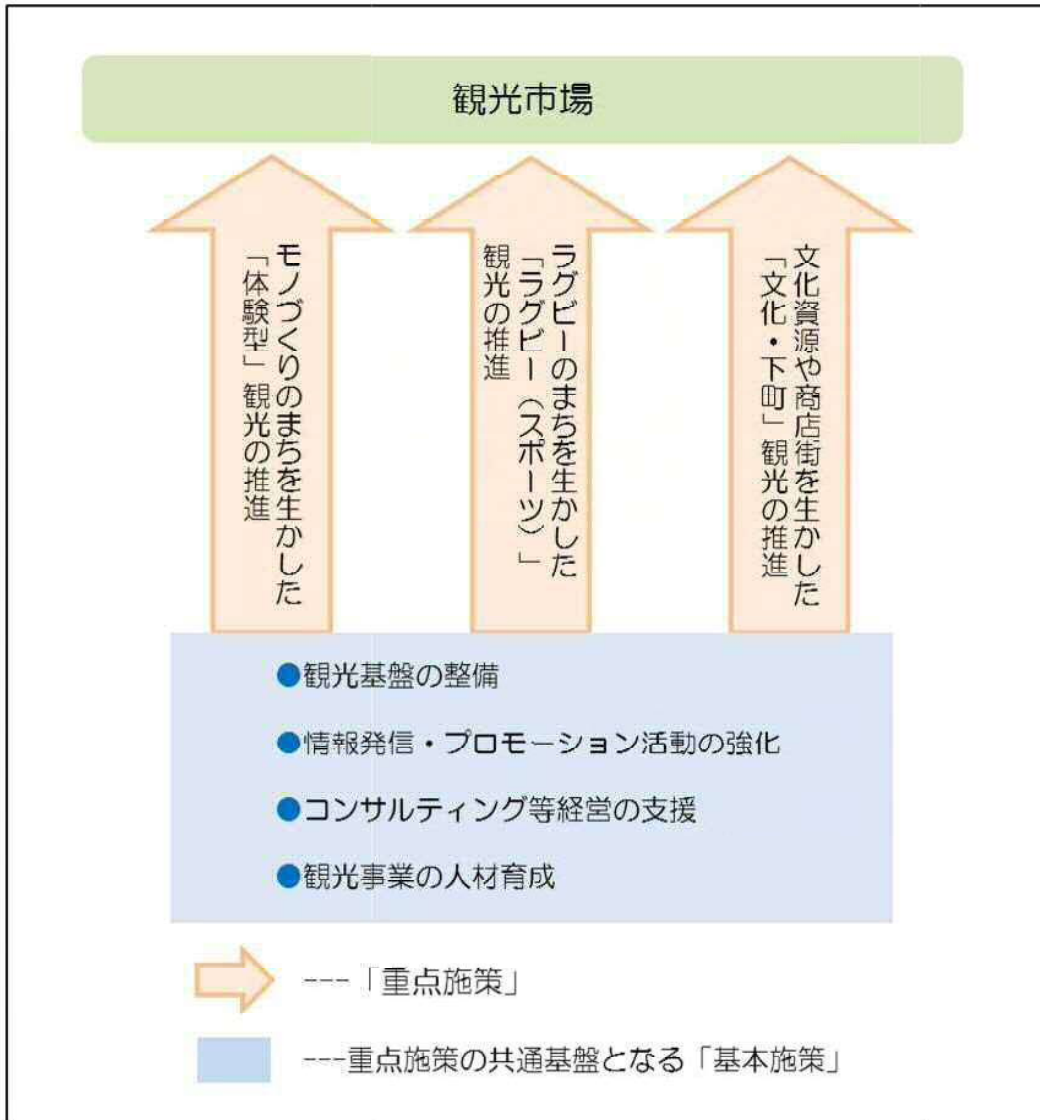 観光市場
モノづくりのまちを生かした
「体験型」観光の推進
ラグビーのまちを生かした
「ラグビー（スポーツ）」
観光の推進
文化資源や商店街を生かした
「文化・下町」観光の推進
●観光基盤の整備
●情報発信・プロモーション活動の強化
●コンサルティング等経営の支援
●観光事業の人材育成
---「重点施策」
---重点施策の共通基盤となる「基本施策」